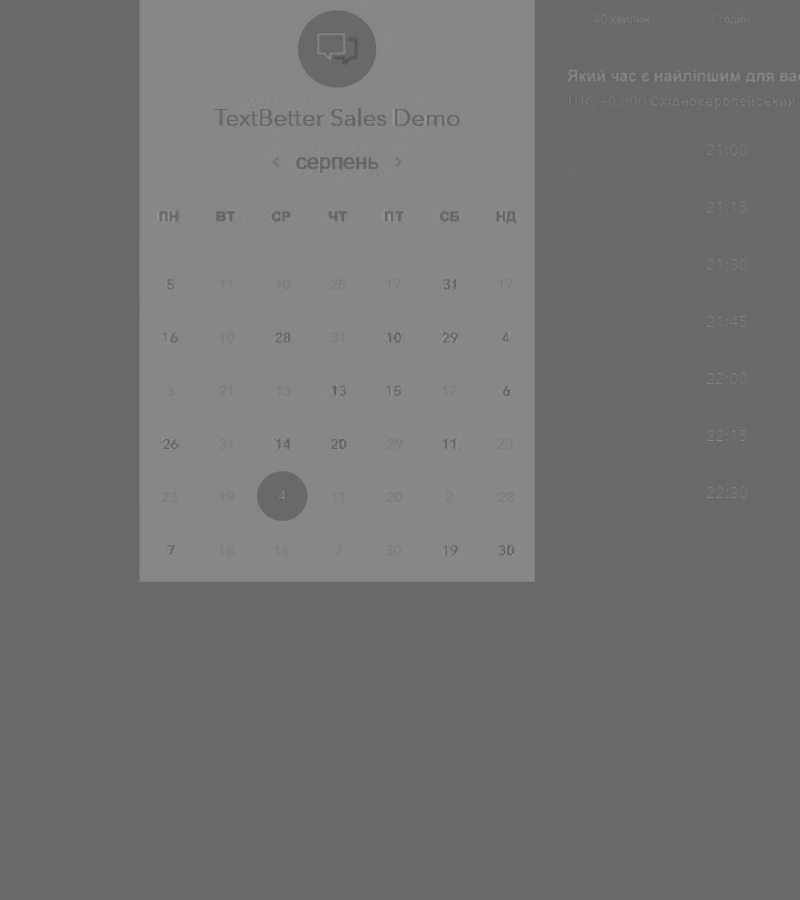 TextBetter Sales Demo
‹ серпень ›
ПН ВТ СР ЧТ ПТ СБ НД
5 11 10 25 17 31 17
16 10 28 31 10 29 4
3 21 13 13 15 17 6
26 31 14 20 29 11 23
23 19 4 11 20 2 28
7 18 16 7 30 19 30
40 хвилин 1 годин
Який час є найліпшим для вас
UTC +03:00 Східноєвропейський
21:00
21:15
21:30
21:45
22:00
22:15
22:30